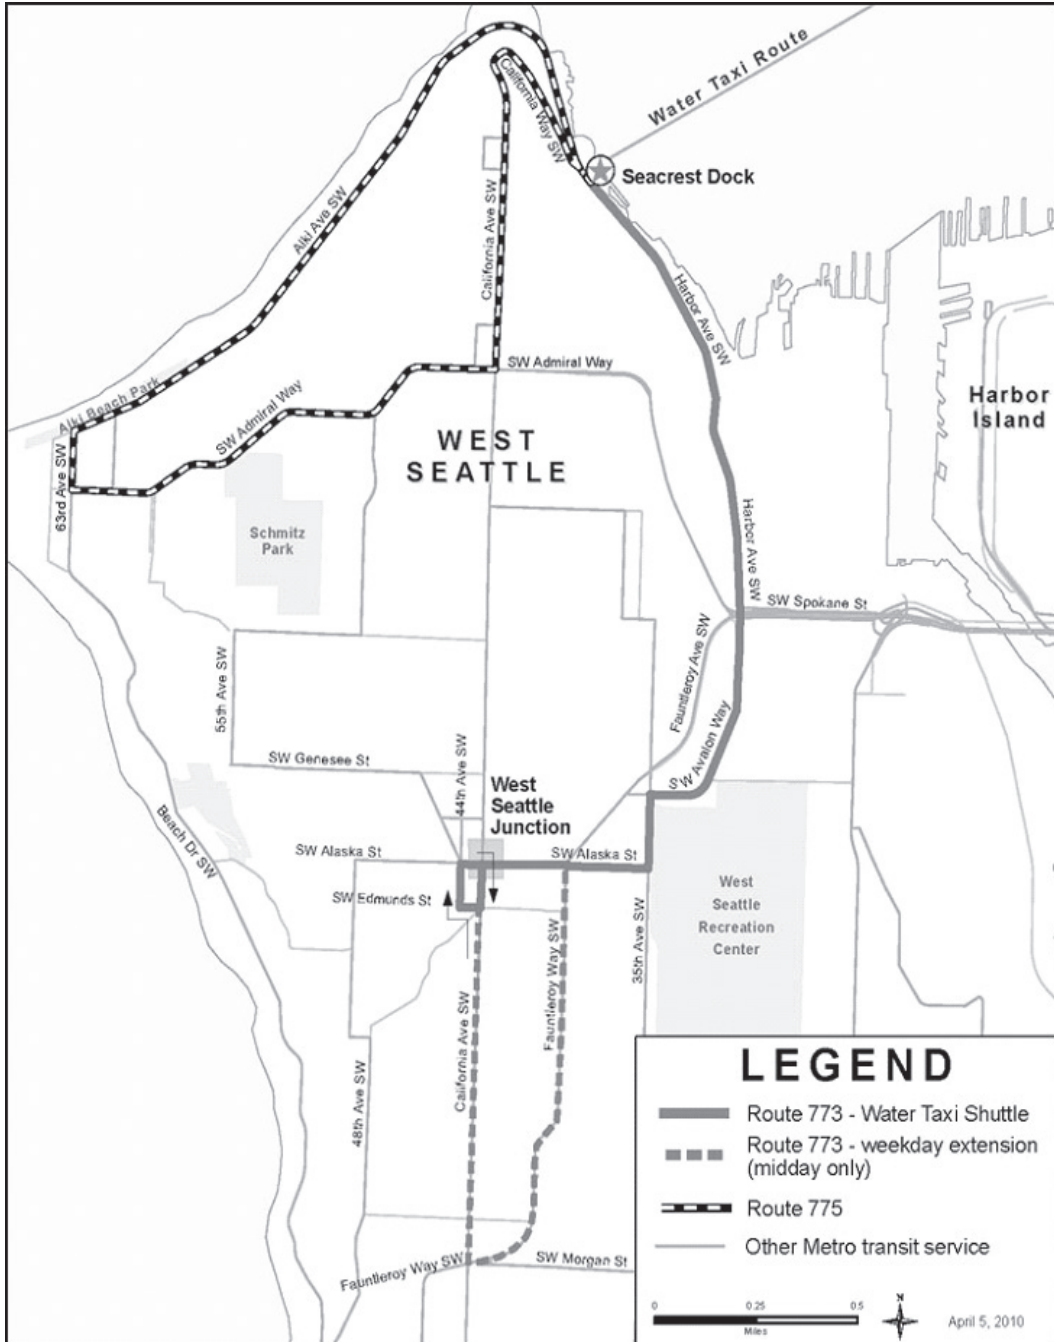 Water Taxi Route
California Way SW
Seacrest Dock
Alki Ave SW
California Ave SW
Harbor Ave SW
SW Admiral Way
Alki Beach Park
SW Admiral Way
Harbor
Island
WEST
SEATTLE
63rd Ave SW
Schmitz
Park
Harbor Ave SW
SW Spokane St
Fauntleroy Ave SW
55th Ave SW
SW Avalon Way
SW Genesee St
44th Ave SW
West
Seattle
Junction
Beach Dr SW
SW Alaska St
SW Alaska St
SW Edmunds St
West
Seattle
Recreation
Center
35th Ave SW
Fauntleroy Way SW
California Ave SW
48th Ave SW
Fauntleroy Way SW
SW Morgan St
LEGEND
Route 773 - Water Taxi Shuttle
Route 773 - weekday extension
(midday only)
Route 775
Other Metro transit service
0 0.25 0.5
Miles
N
April 5, 2010